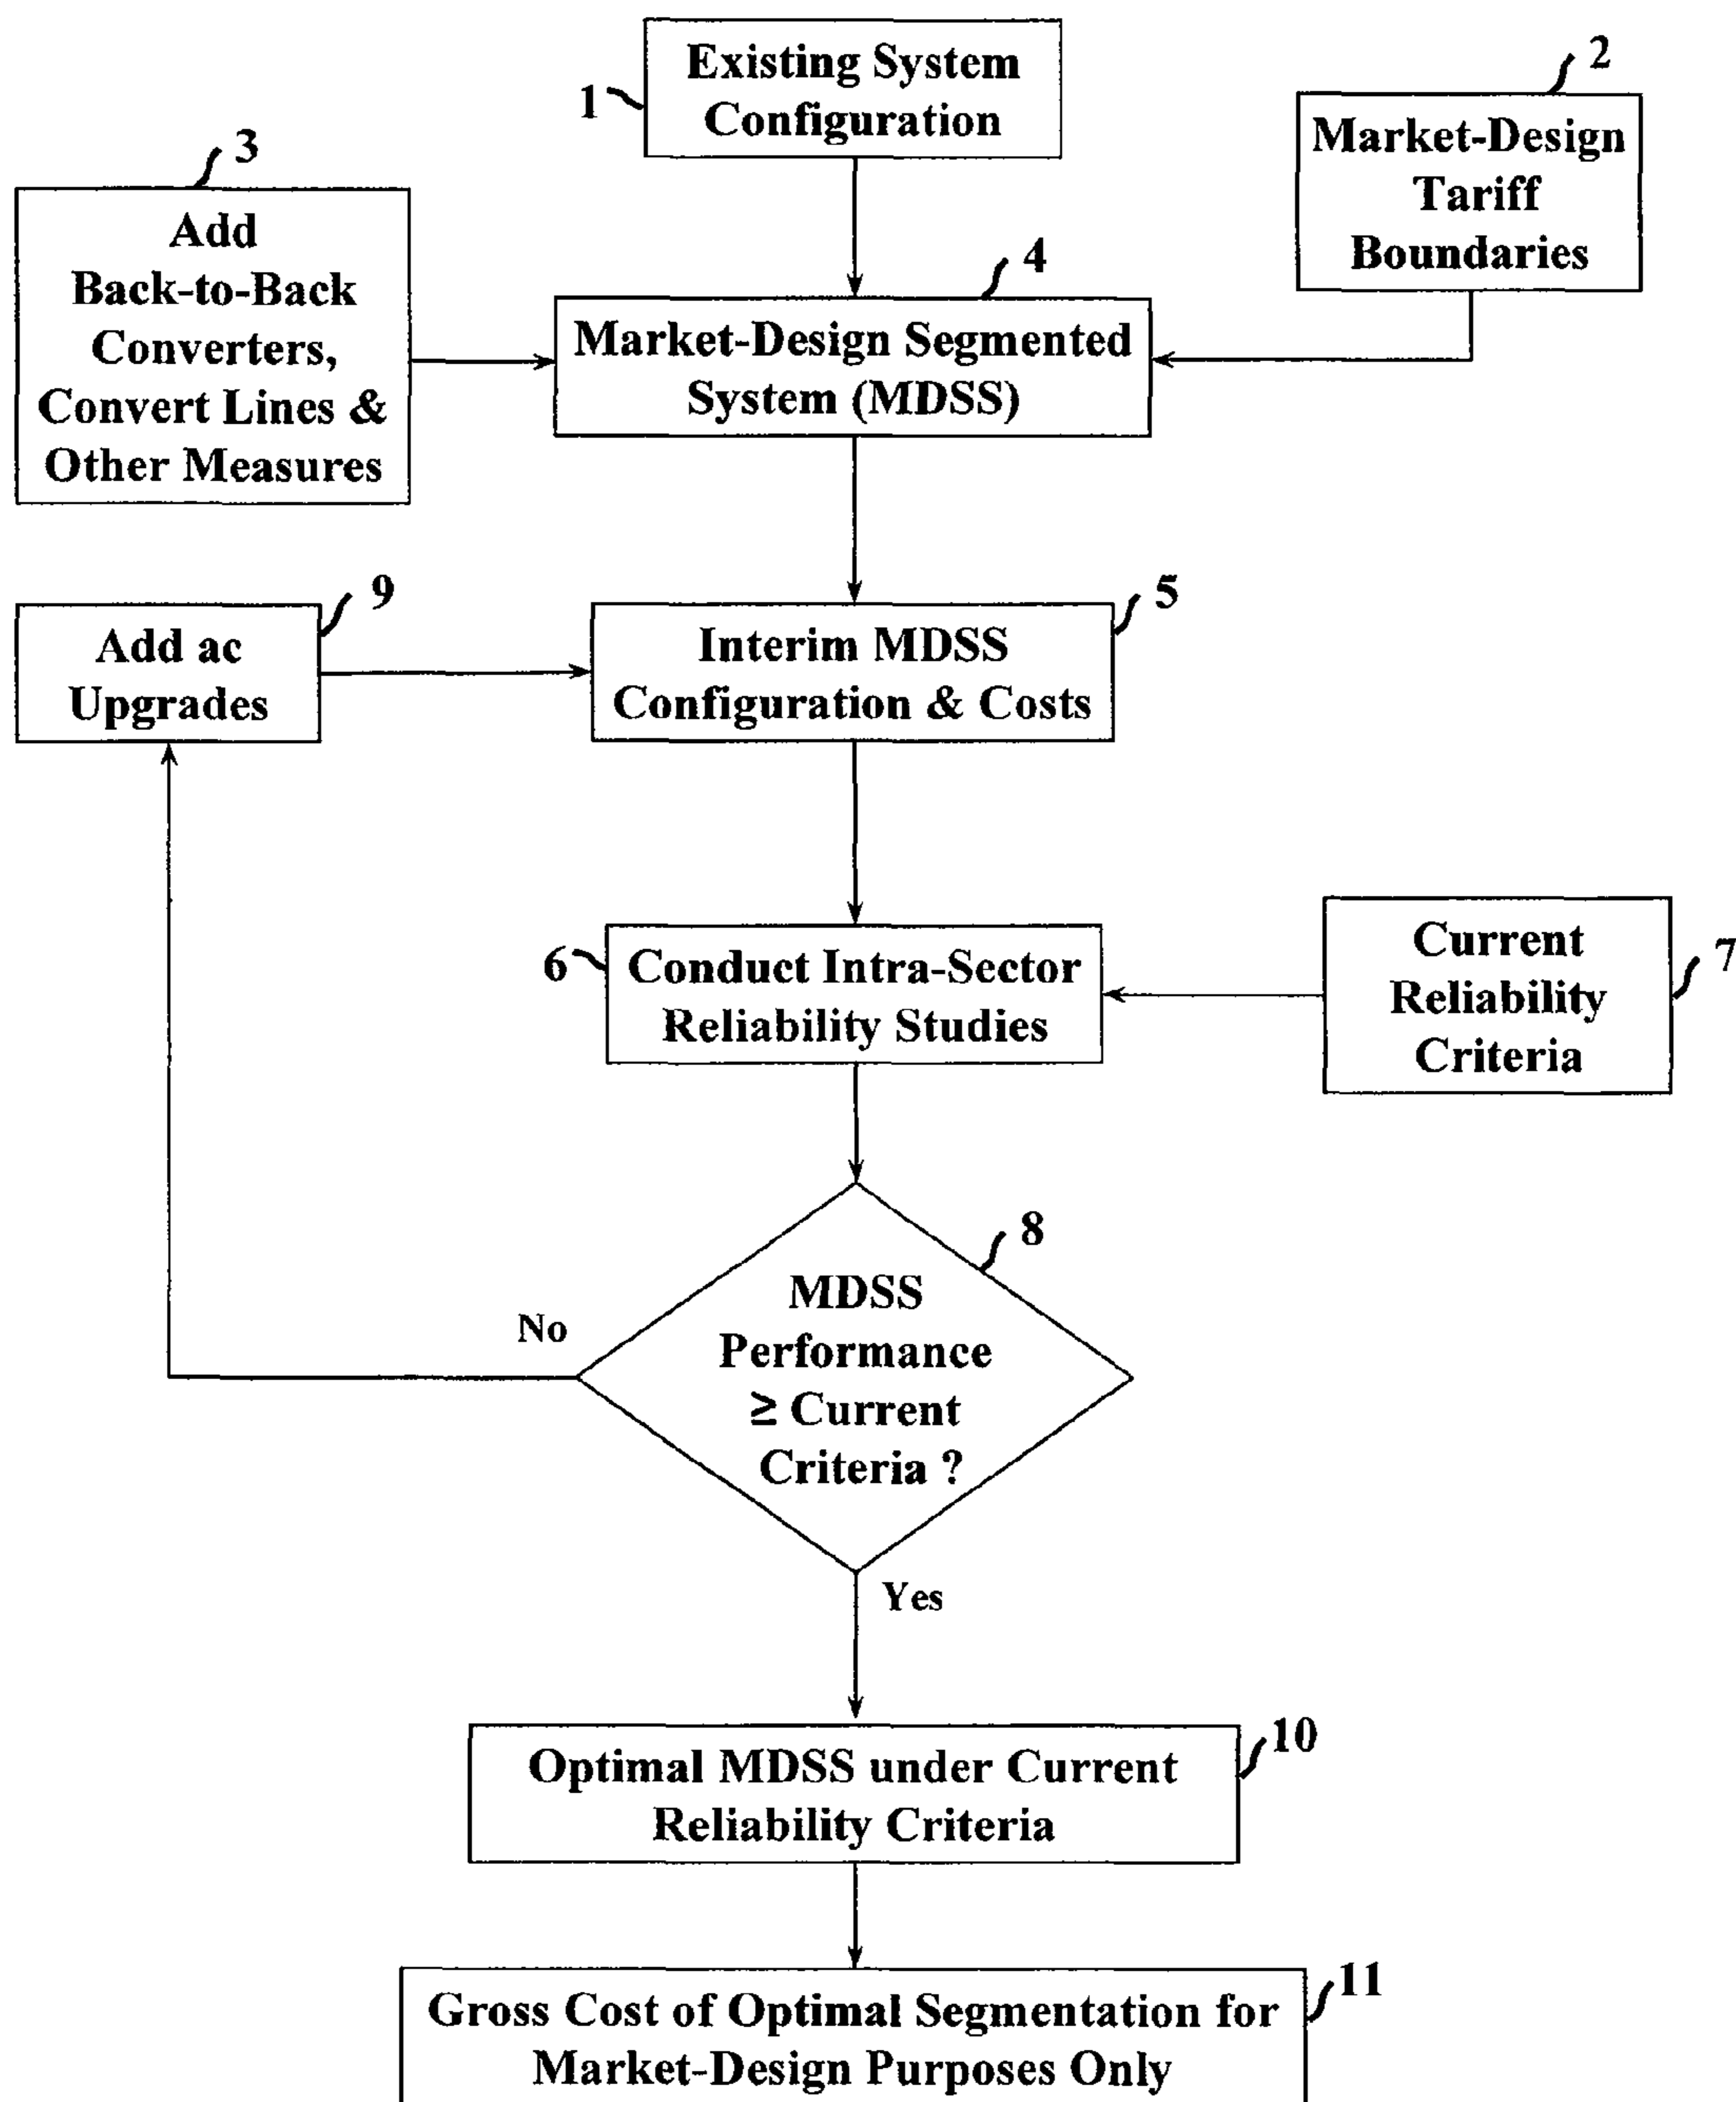 Existing System
Configuration
1
2
Market-Design
Tariff
Boundaries
3
Add
Back-to-Back
Converters,
Convert Lines &
Other Measures
4
Market-Design Segmented
System (MDSS)
9
Add ac
Upgrades
5
Interim MDSS
Configuration & Costs
6
Conduct Intra-Sector
Reliability Studies
7
Current
Reliability
Criteria
8
MDSS
Performance
≥ Current
Criteria ?
No
Yes
10
Optimal MDSS under Current
Reliability Criteria
11
Gross Cost of Optimal Segmentation for
Market-Design Purposes Only